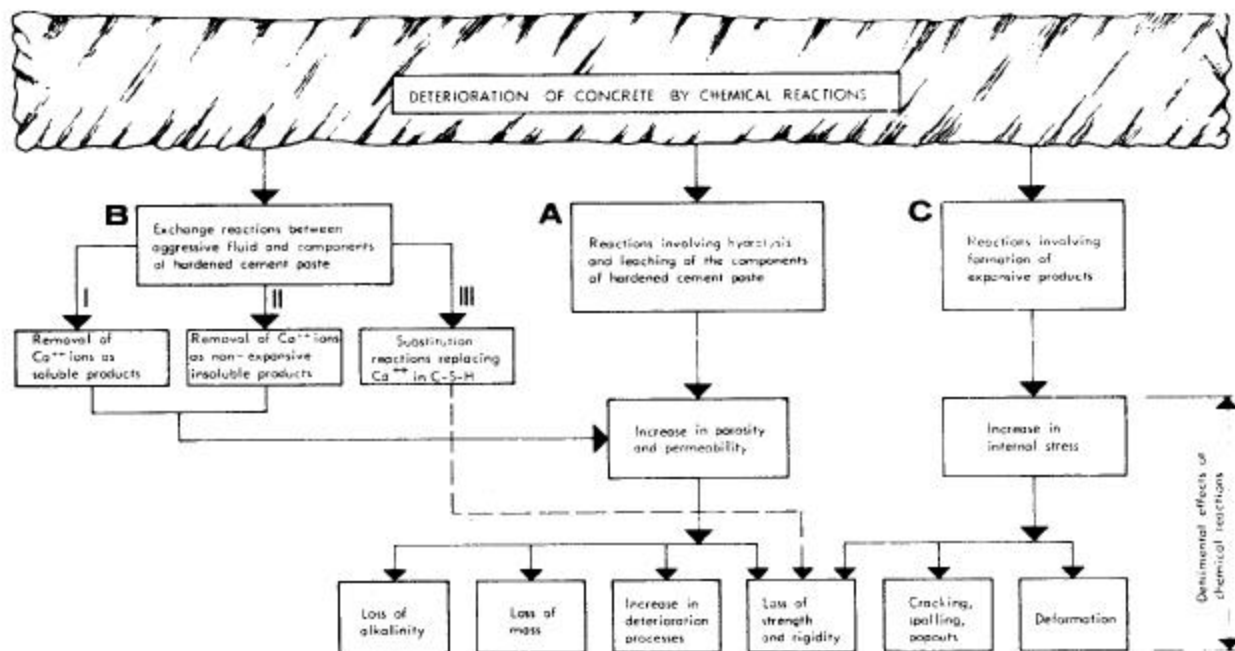 DETERIORATION OF CONCRETE BY CHEMICAL REACTIONS
B
Exchange reactions between
aggressive fluid and components
of hardened cement paste
A
Reactions involving hydrolysis
and leaching of the components
of hardened cement paste
C
Reactions involving
formation of
expansive products
I
II
III
Removal of
Ca++ ions as
soluble products
Removal of Ca++ ions
as non-expansive
insoluble products
Substitution
reactions replacing
Ca++ in C-S-H
Increase in porosity
and permeability
Increase in
internal stress
Detrimental effects of
chemical reactions
Loss of
alkalinity
Loss of
mass
Increase in
deterioration
processes
Loss of
strength
and rigidity
Cracking,
spalling,
popouts
Deformation